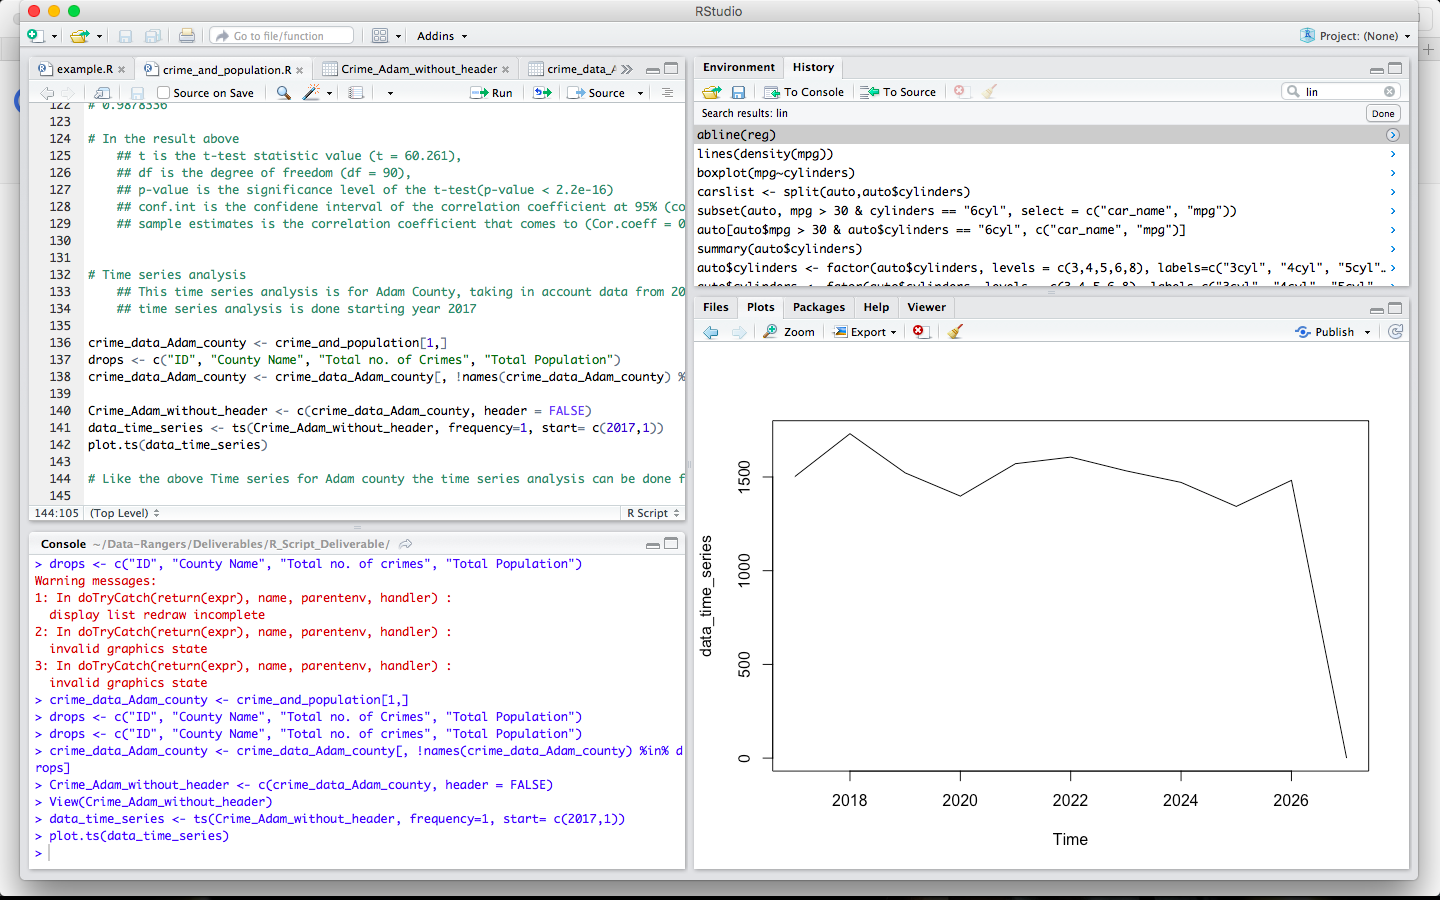 RStudio
Go to file/function
Addins
Project: (None)
example.R
crime_and_population.R
Crime_Adam_without_header
crime_data_A
Source on Save
Run
Source
122 # 0.9878336
123
124 # In the result above
125 ## t is the t-test statistic value (t = 60.261),
126 ## df is the degree of freedom (df = 90),
127 ## p-value is the significance level of the t-test(p-value < 2.2e-16)
128 ## conf.int is the confidene interval of the correlation coefficient at 95% (co
129 ## sample estimates is the correlation coefficient that comes to (Cor.coeff = 0
130
131
132 # Time series analysis
133 ## This time series analysis is for Adam County, taking in account data from 20
134 ## time series analysis is done starting year 2017
135
136 crime_data_Adam_county <- crime_and_population[1,]
137 drops <- c("ID", "County Name", "Total no. of Crimes", "Total Population")
138 crime_data_Adam_county <- crime_data_Adam_county[, !names(crime_data_Adam_county) %
139
140 Crime_Adam_without_header <- c(crime_data_Adam_county, header = FALSE)
141 data_time_series <- ts(Crime_Adam_without_header, frequency=1, start= c(2017,1))
142 plot.ts(data_time_series)
143
144 # Like the above Time series for Adam county the time series analysis can be done f
145
144:105 (Top Level) R Script
Console ~/Data-Rangers/Deliverables/R_Script_Deliverable/
> drops <- c("ID", "County Name", "Total no. of crimes", "Total Population")
Warning messages:
1: In doTryCatch(return(expr), name, parentenv, handler) :
display list redraw incomplete
2: In doTryCatch(return(expr), name, parentenv, handler) :
invalid graphics state
3: In doTryCatch(return(expr), name, parentenv, handler) :
invalid graphics state
> crime_data_Adam_county <- crime_and_population[1,]
> drops <- c("ID", "County Name", "Total no. of Crimes", "Total Population")
> drops <- c("ID", "County Name", "Total no. of crimes", "Total Population")
> crime_data_Adam_county <- crime_data_Adam_county[, !names(crime_data_Adam_county) %in% d
rops]
> Crime_Adam_without_header <- c(crime_data_Adam_county, header = FALSE)
> View(Crime_Adam_without_header)
> data_time_series <- ts(Crime_Adam_without_header, frequency=1, start= c(2017,1))
> plot.ts(data_time_series)
>
Environment History
To Console To Source lin
Search results: lin Done
abline(reg)
lines(density(mpg))
boxplot(mpg~cylinders)
carslist <- split(auto,auto$cylinders)
subset(auto, mpg > 30 & cylinders == "6cyl", select = c("car_name", "mpg"))
auto[auto$mpg > 30 & auto$cylinders == "6cyl", c("car_name", "mpg")]
summary(auto$cylinders)
auto$cylinders <- factor(auto$cylinders, levels = c(3,4,5,6,8), labels=c("3cyl", "4cyl", "5cyl"…
auto$cylinders <- factor(auto$cylinders, levels = c(3,4,5,6,8), labels=c("3cyl", "4cyl", "5cyl"
Files Plots Packages Help Viewer
Zoom Export Publish
data_time_series
1500
1000
500
0
2018 2020 2022 2024 2026
Time